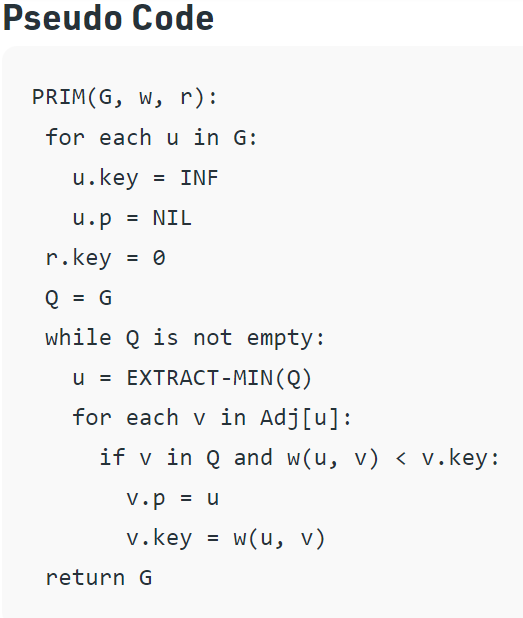 Pseudo Code
PRIM(G, w, r):
for each u in G:
u.key = INF
u.p = NIL
r.key = 0
Q = G
while Q is not empty:
u = EXTRACT-MIN(Q)
for each v in Adj[u]:
if v in Q and w(u, v) < v.key:
v.p = u
v.key = w(u, v)
return G